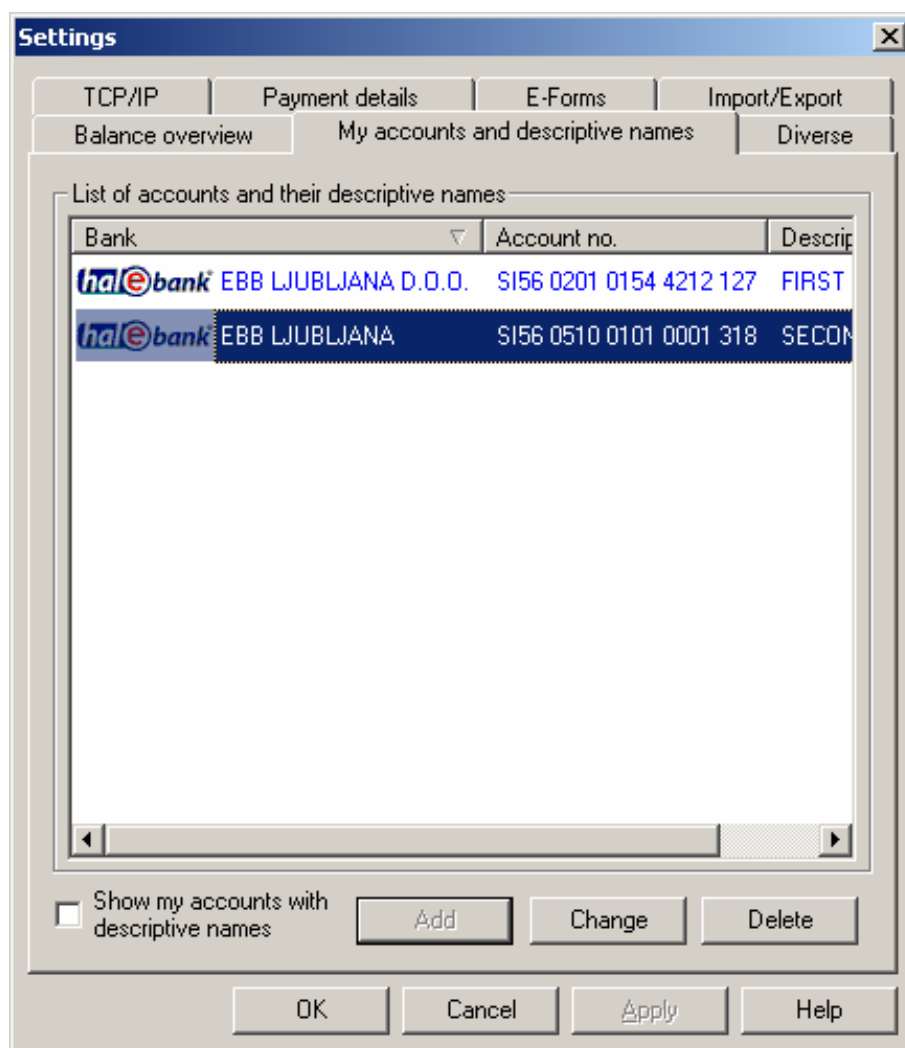 Settings
TCP/IP Payment details E-Forms Import/Export
Balance overview My accounts and descriptive names Diverse
List of accounts and their descriptive names
Bank Account no. Descrip
hal e bank EBB LJUBLJANA D.O.O. SI56 0201 0154 4212 127 FIRST
hal e bank EBB LJUBLJANA SI56 0510 0101 0001 318 SECON
Show my accounts with
descriptive names
Add Change Delete
OK Cancel Apply Help